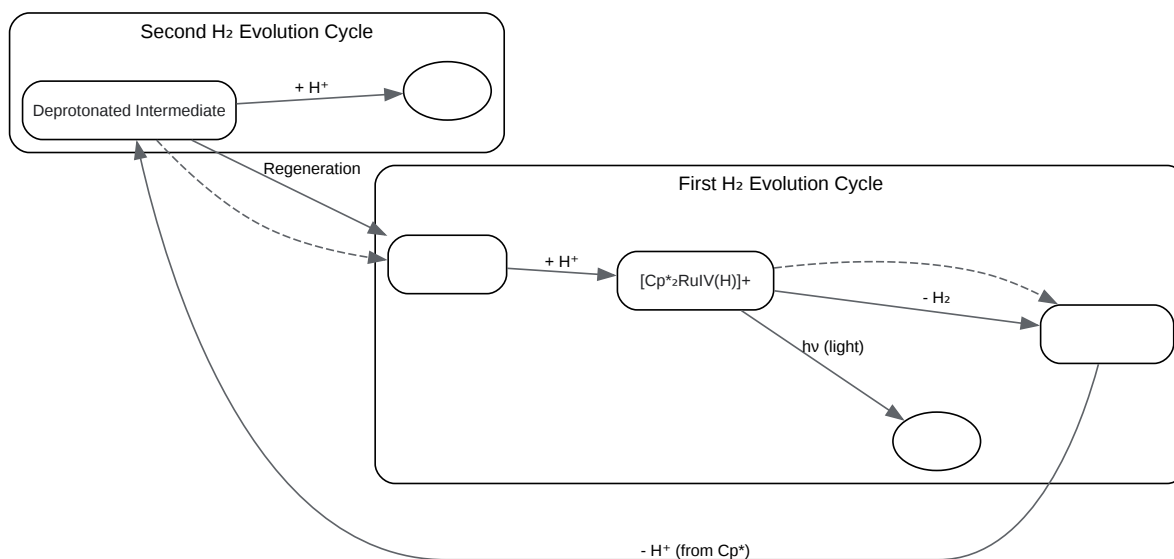 Second H₂ Evolution Cycle
+ H⁺
Deprotonated Intermediate
Regeneration
First H₂ Evolution Cycle
+ H⁺
[Cp*₂RuIV(H)]+
- H₂
hν (light)
- H⁺ (from Cp*)